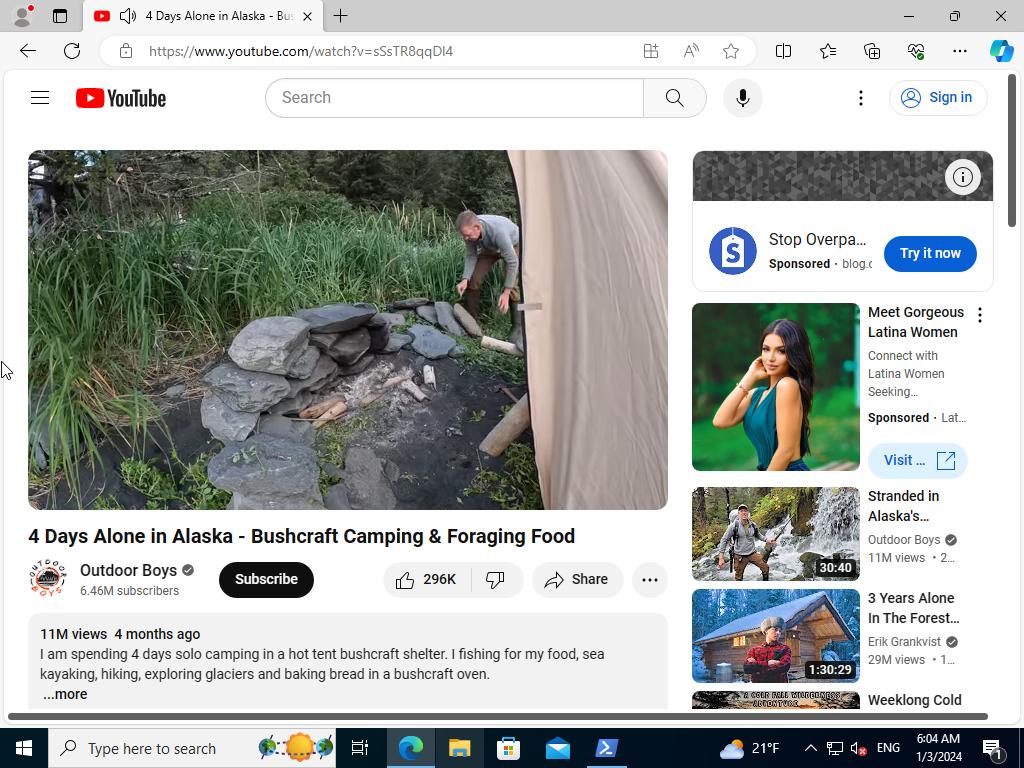 4 Days Alone in Alaska - Bus
https://www.youtube.com/watch?v=sSsTR8qqDl4
YouTube
Search
Sign in
Stop Overpa...
Sponsored · blog.c
Try it now
Meet Gorgeous
Latina Women
Connect with
Latina Women
Seeking...
Sponsored · Lat...
Visit ...
Stranded in
Alaska's...
Outdoor Boys
11M views · 2...
30:40
3 Years Alone
In The Forest...
Erik Grankvist
29M views · 1...
1:30:29
A COLD FALL WILDERNESS
ADVENTURE
Weeklong Cold
4 Days Alone in Alaska - Bushcraft Camping & Foraging Food
OUTDOOR
BOYS
Outdoor Boys
6.46M subscribers
Subscribe
296K
Share
11M views 4 months ago
I am spending 4 days solo camping in a hot tent bushcraft shelter. I fishing for my food, sea
kayaking, hiking, exploring glaciers and baking bread in a bushcraft oven.
...more
Type here to search
21°F
ENG
6:04 AM
1/3/2024
1